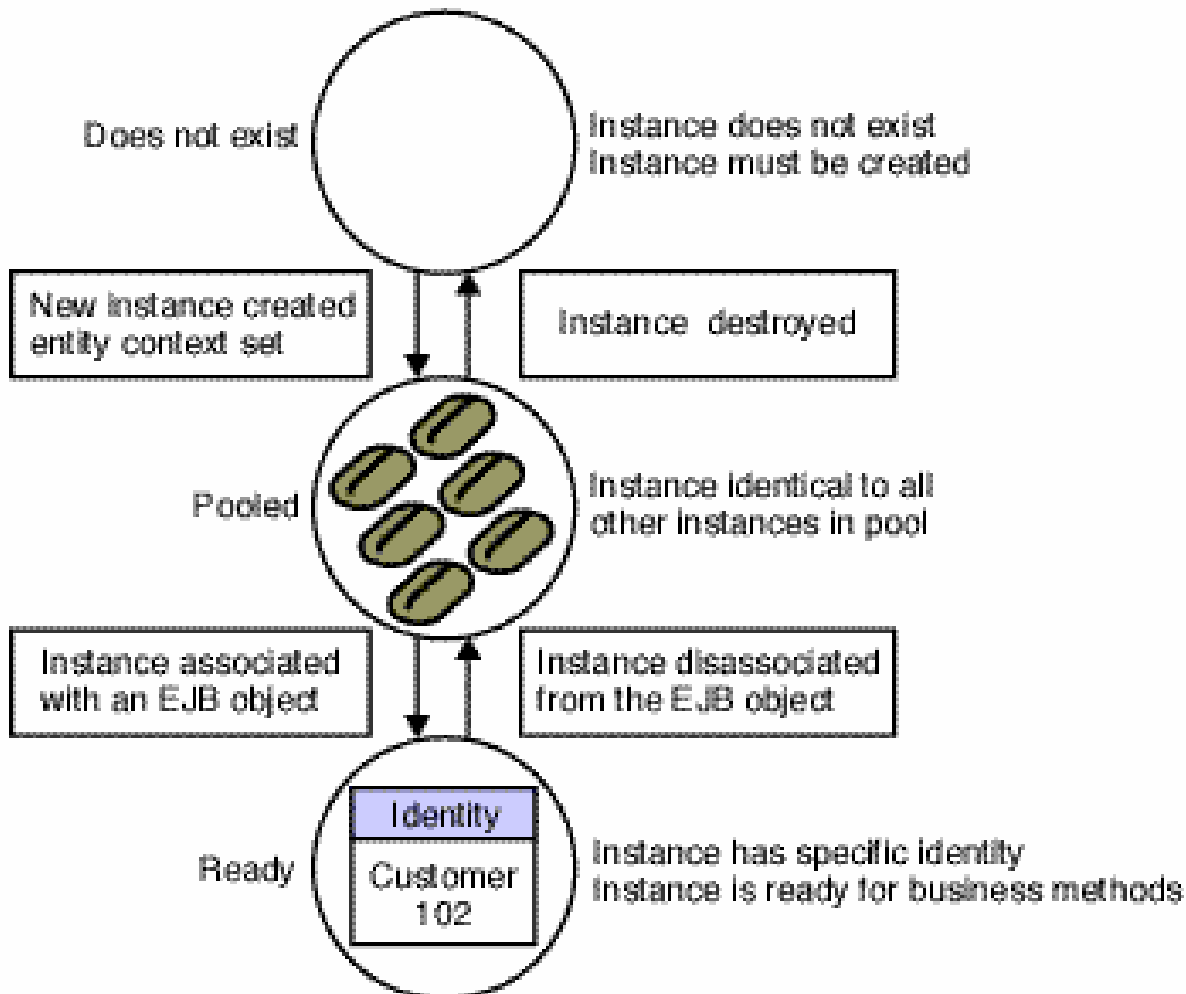 Does not exist
Instance does not exist
Instance must be created
New instance created
entity context set
Instance destroyed
Pooled
Instance identical to all
other instances in pool
Instance associated
with an EJB object
Instance disassociated
from the EJB object
Ready
Identity
Customer
102
Instance has specific identity
Instance is ready for business methods